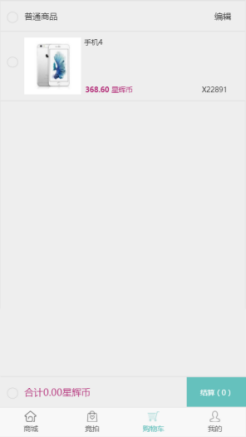 普通商品 编辑
手机4
368.60 星辉币 X22891
合计0.00星辉币 结算（0）
商城 竞拍 购物车 我的